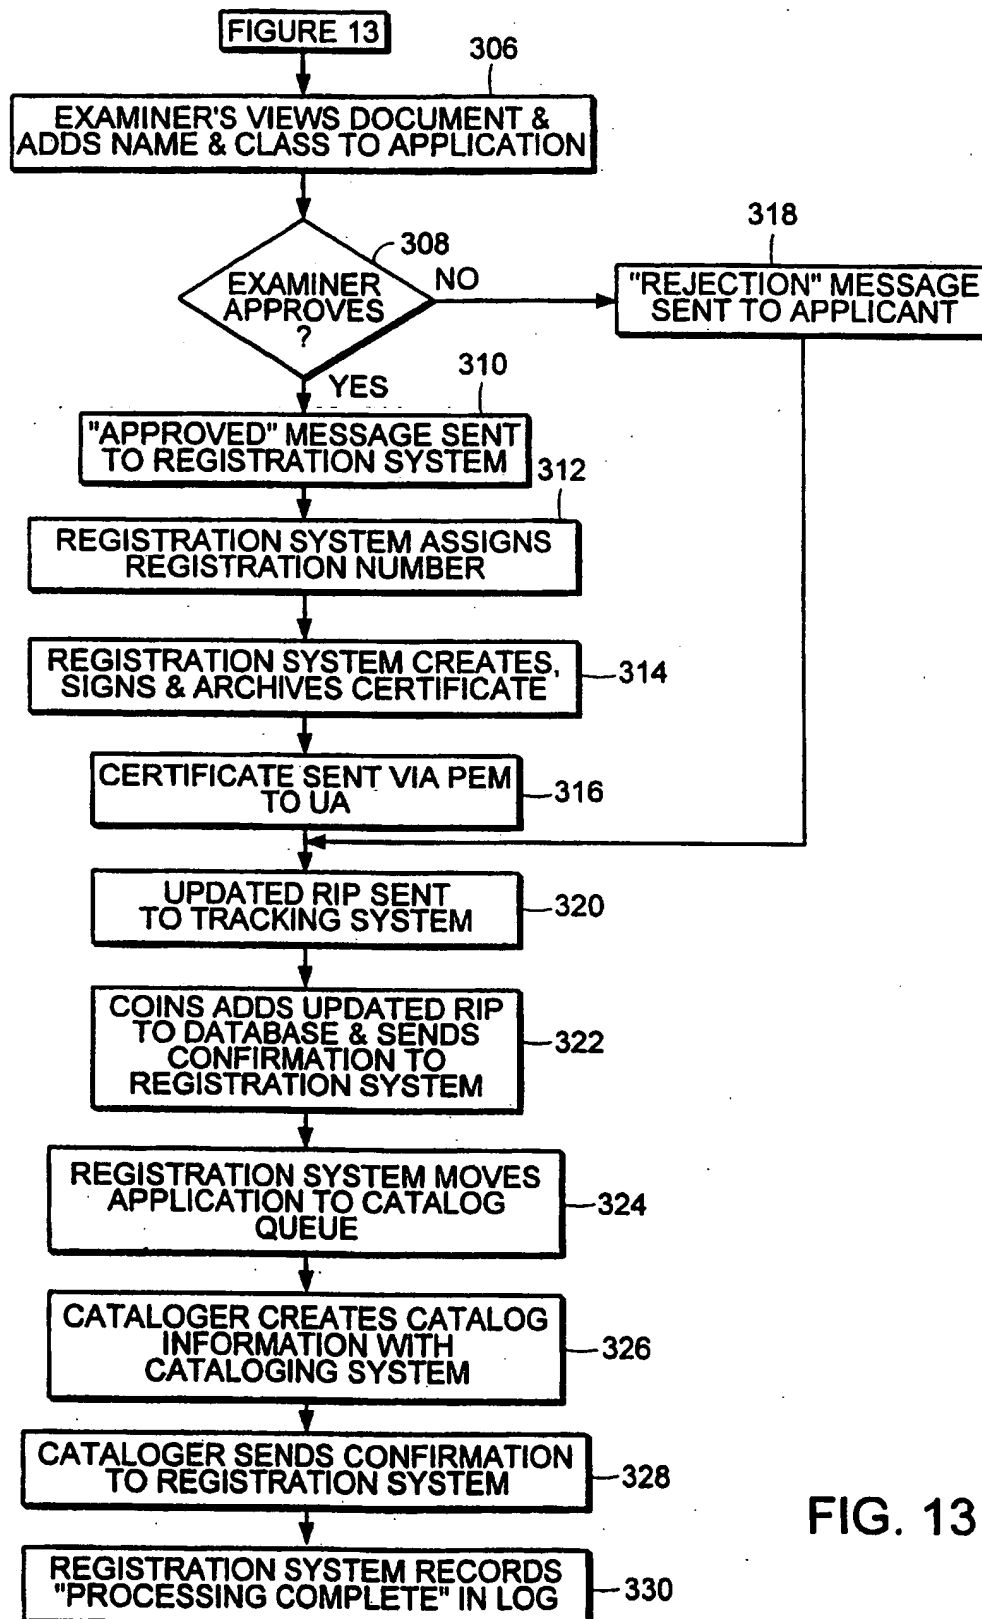 FIGURE 13
306
EXAMINER'S VIEWS DOCUMENT &
ADDS NAME & CLASS TO APPLICATION
308
EXAMINER
APPROVES
?
NO
318
"REJECTION" MESSAGE
SENT TO APPLICANT
YES
310
"APPROVED" MESSAGE SENT
TO REGISTRATION SYSTEM
312
REGISTRATION SYSTEM ASSIGNS
REGISTRATION NUMBER
REGISTRATION SYSTEM CREATES,
SIGNS & ARCHIVES CERTIFICATE
314
CERTIFICATE SENT VIA PEM
TO UA
316
UPDATED RIP SENT
TO TRACKING SYSTEM
320
COINS ADDS UPDATED RIP
TO DATABASE & SENDS
CONFIRMATION TO
REGISTRATION SYSTEM
322
REGISTRATION SYSTEM MOVES
APPLICATION TO CATALOG
QUEUE
324
CATALOGER CREATES CATALOG
INFORMATION WITH
CATALOGING SYSTEM
326
CATALOGER SENDS CONFIRMATION
TO REGISTRATION SYSTEM
328
REGISTRATION SYSTEM RECORDS
"PROCESSING COMPLETE" IN LOG
330
FIG. 13